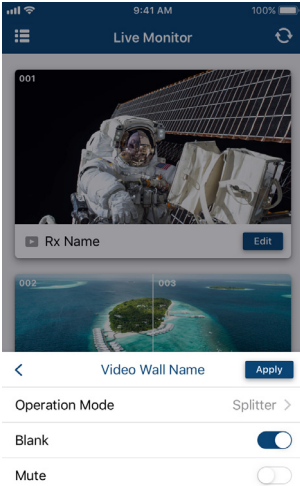 9:41 AM
100%
Live Monitor
001
Rx Name
Edit
002
003
Video Wall Name
Apply
Operation Mode
Splitter
Blank
Mute